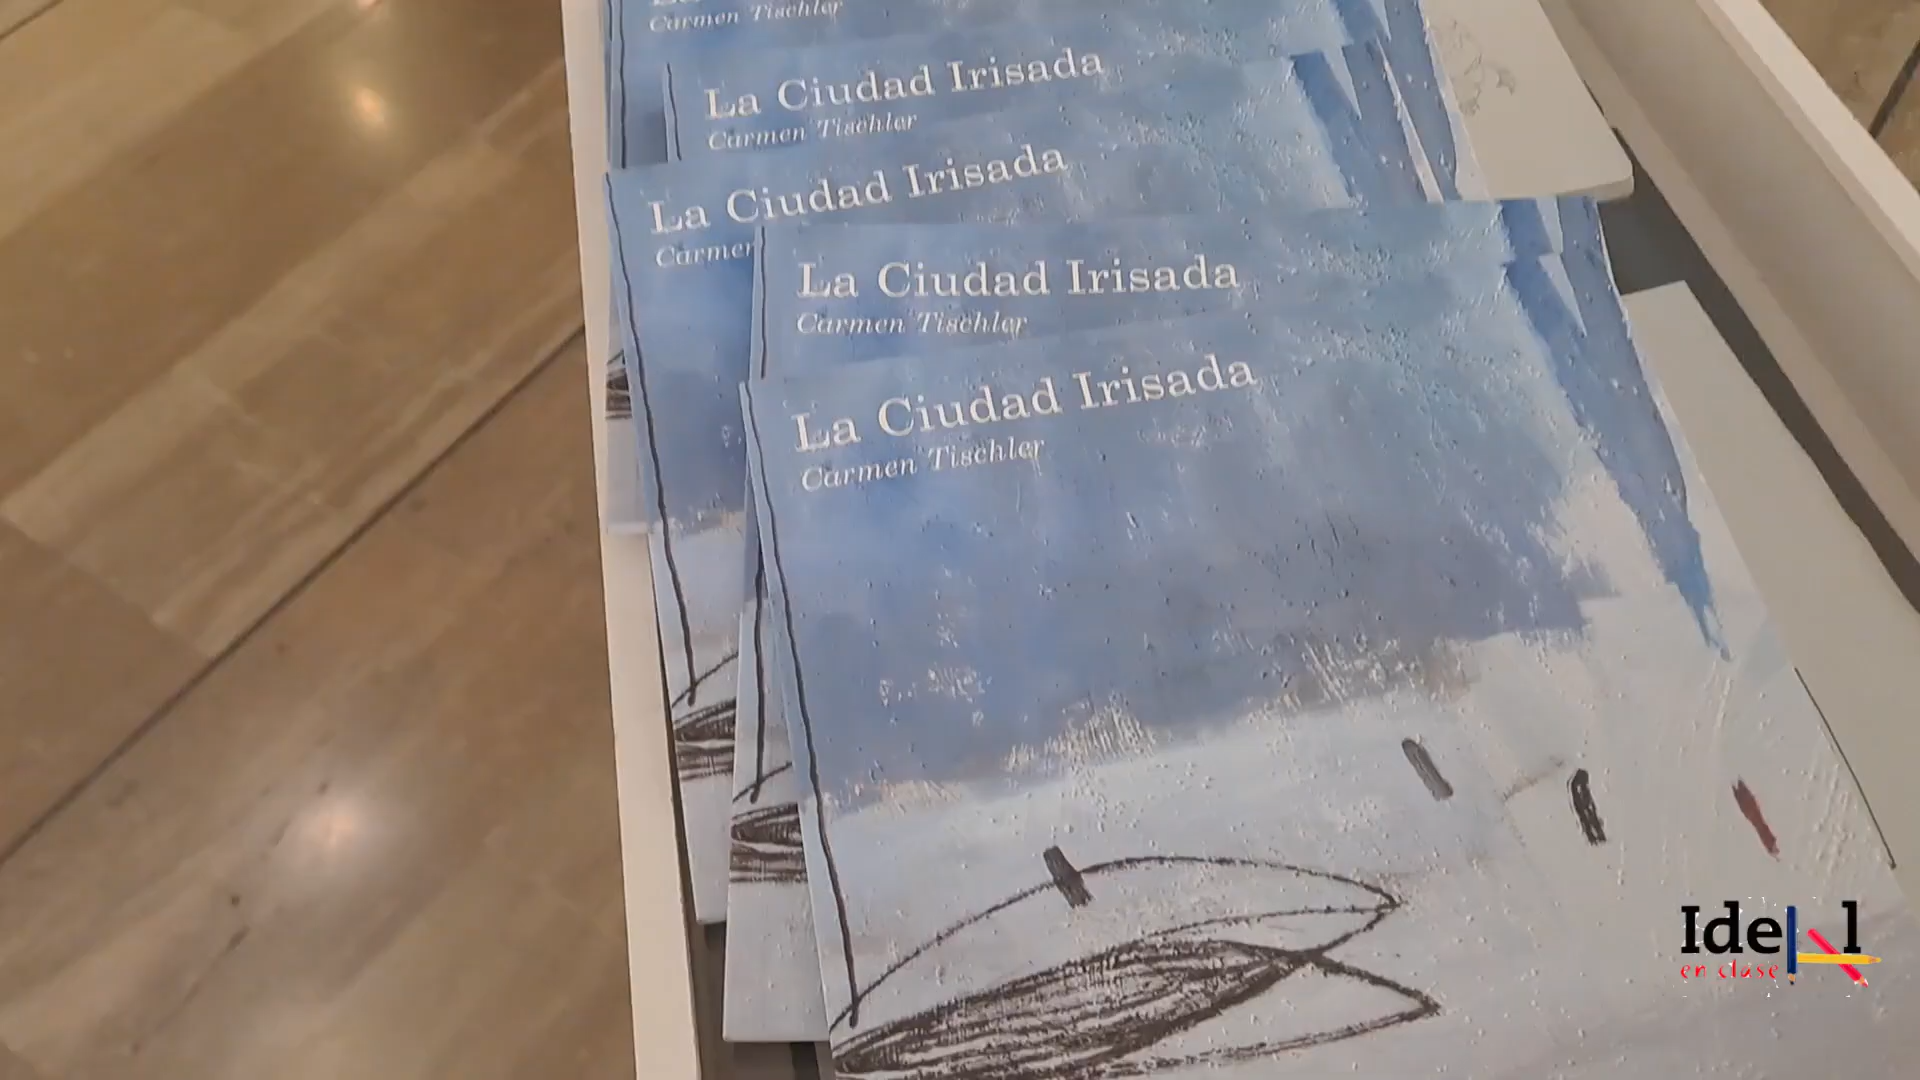 Carmen Tischler
La Ciudad Irisada
Carmen Tischler
La Ciudad Irisada
Carmen
La Ciudad Irisada
Carmen Tischler
La Ciudad Irisada
Carmen Tischler
Ideal
en clase